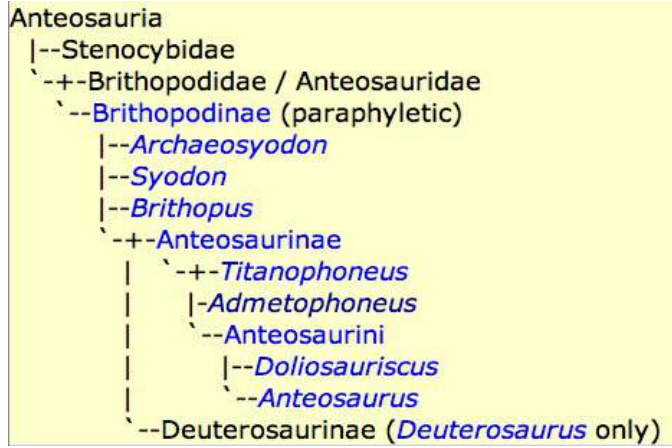 Anteosauria
|--Stenocybidae
`-+-Brithopodidae / Anteosauridae
`--Brithopodinae (paraphyletic)
|--Archaeosyodon
|--Syodon
|--Brithopus
`-+-Anteosaurinae
| `-+-Titanophoneus
| |-Admetophoneus
| `--Anteosaurini
| |--Doliosauriscus
| `--Anteosaurus
`--Deuterosaurinae (Deuterosaurus only)